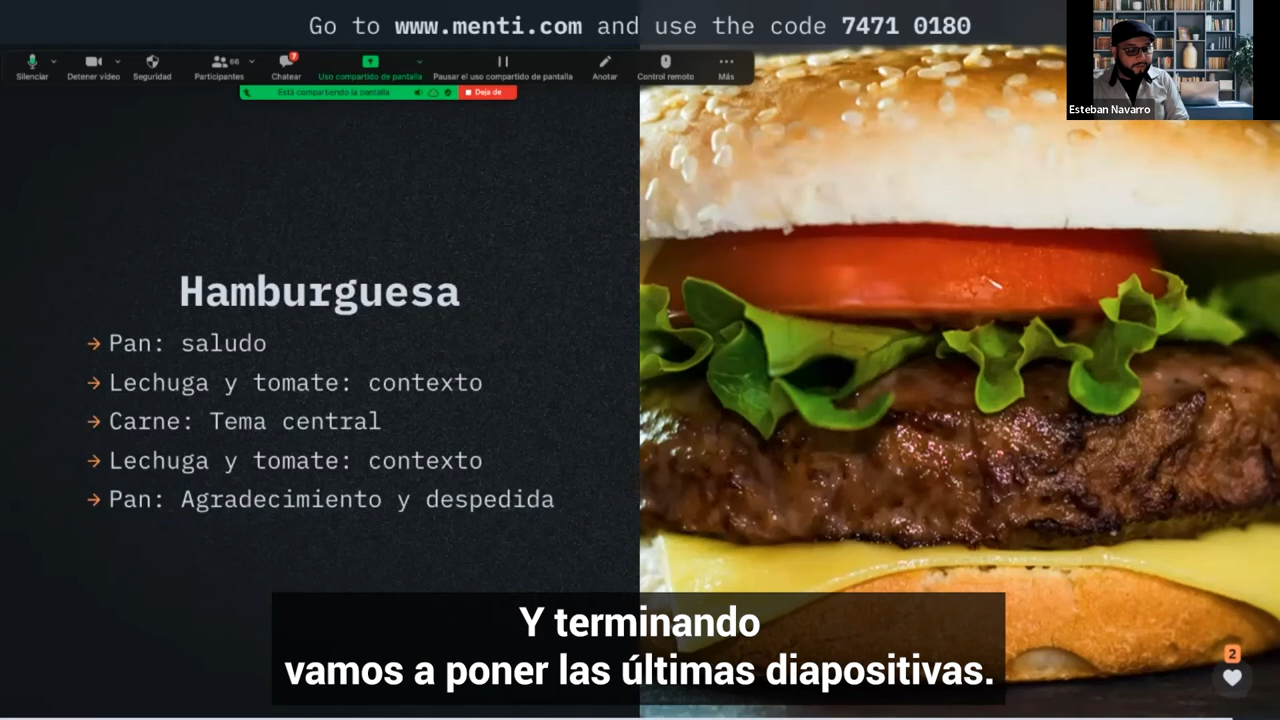 Go to www.menti.com and use the code 7471 0180
Silenciar
Detener video
Seguridad
66
Participantes
7
Chatear
Uso compartido de pantalla
Pausar el uso compartido de pantalla
Anotar
Control remoto
Más
Está compartiendo la pantalla
Deja de
Esteban Navarro
Hamburguesa
→ Pan: saludo
→ Lechuga y tomate: contexto
→ Carne: Tema central
→ Lechuga y tomate: contexto
→ Pan: Agradecimiento y despedida
Y terminando
vamos a poner las últimas diapositivas.
2